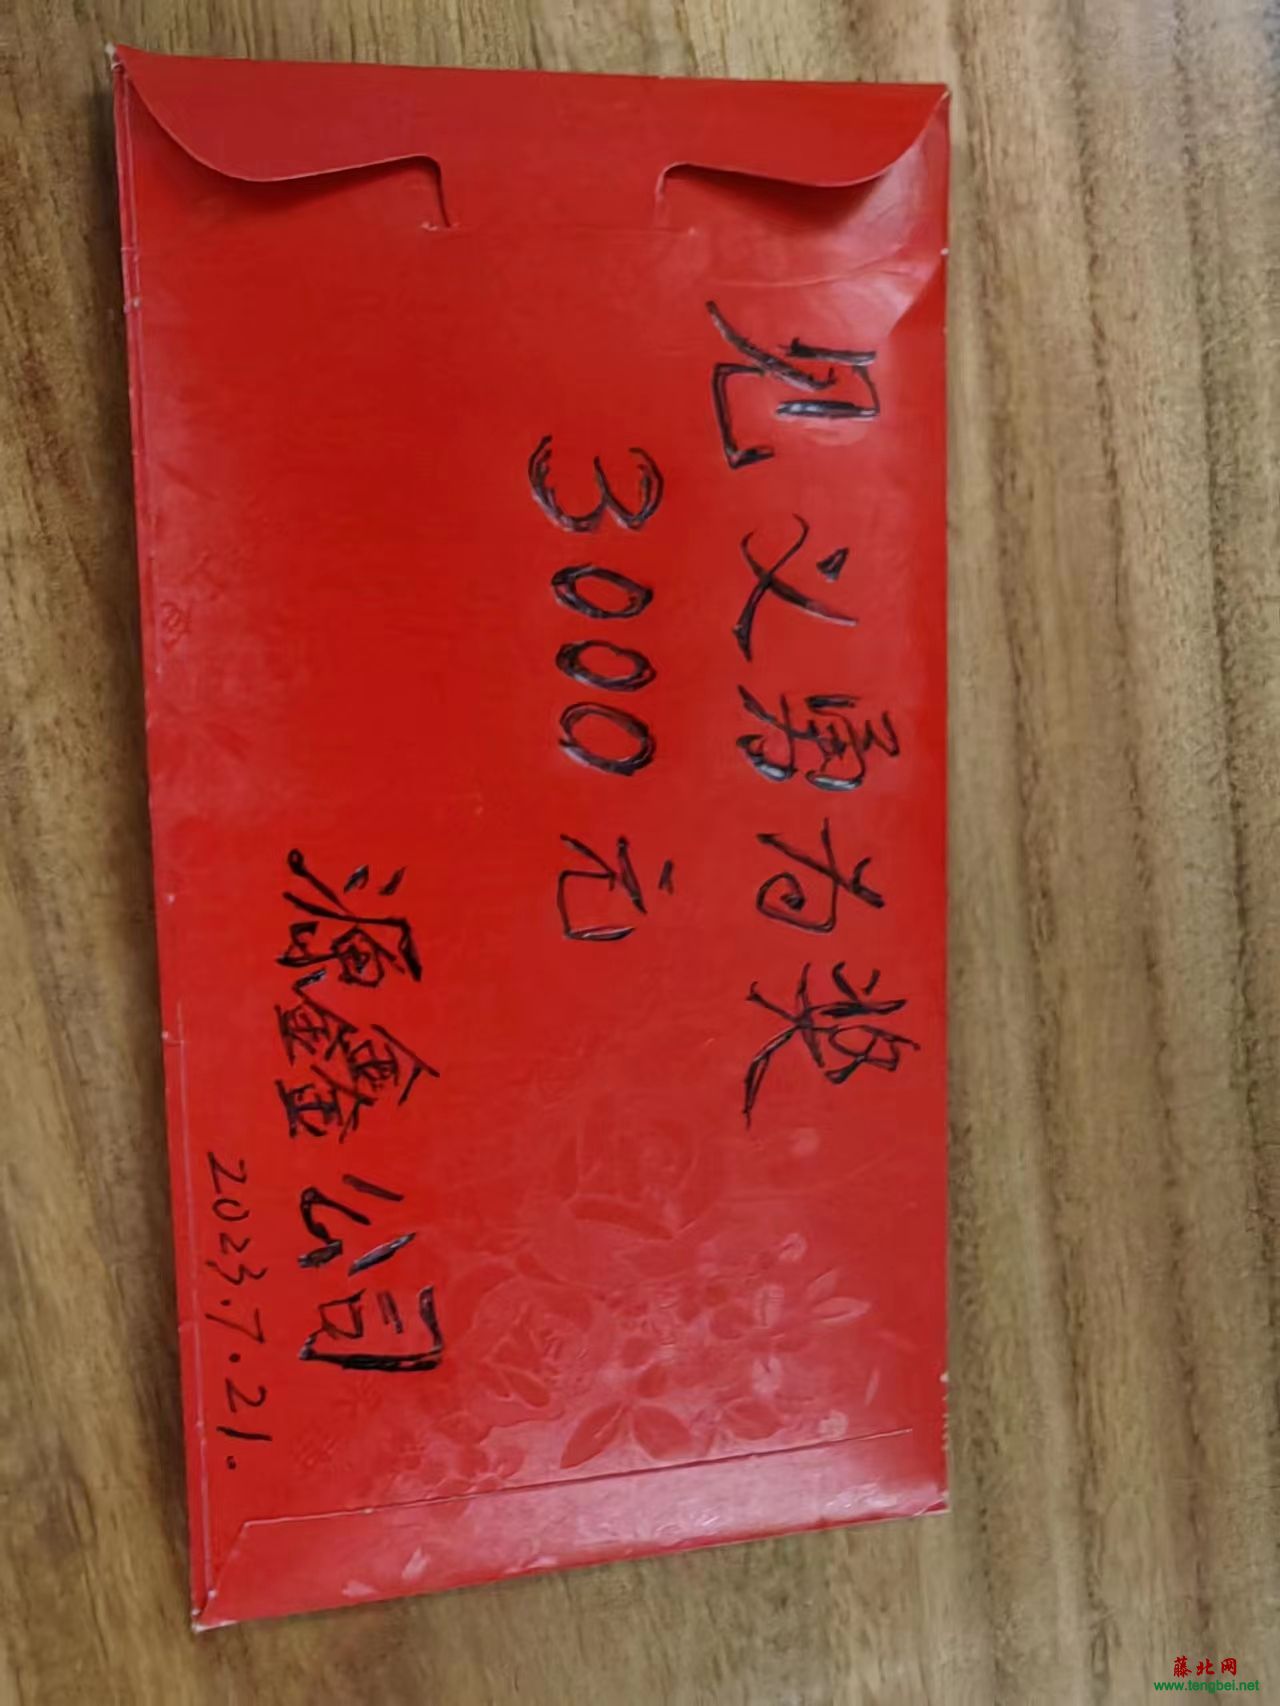 见义勇为奖
3000元
源鑫公司
2023.7.21.
藤北网
www.tengbei.net